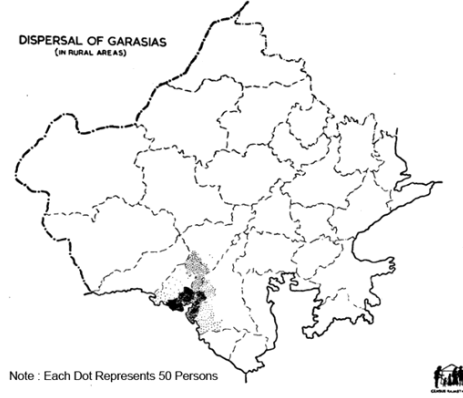 DISPERSAL OF GARASIAS
(IN RURAL AREAS)
Note : Each Dot Represents 50 Persons